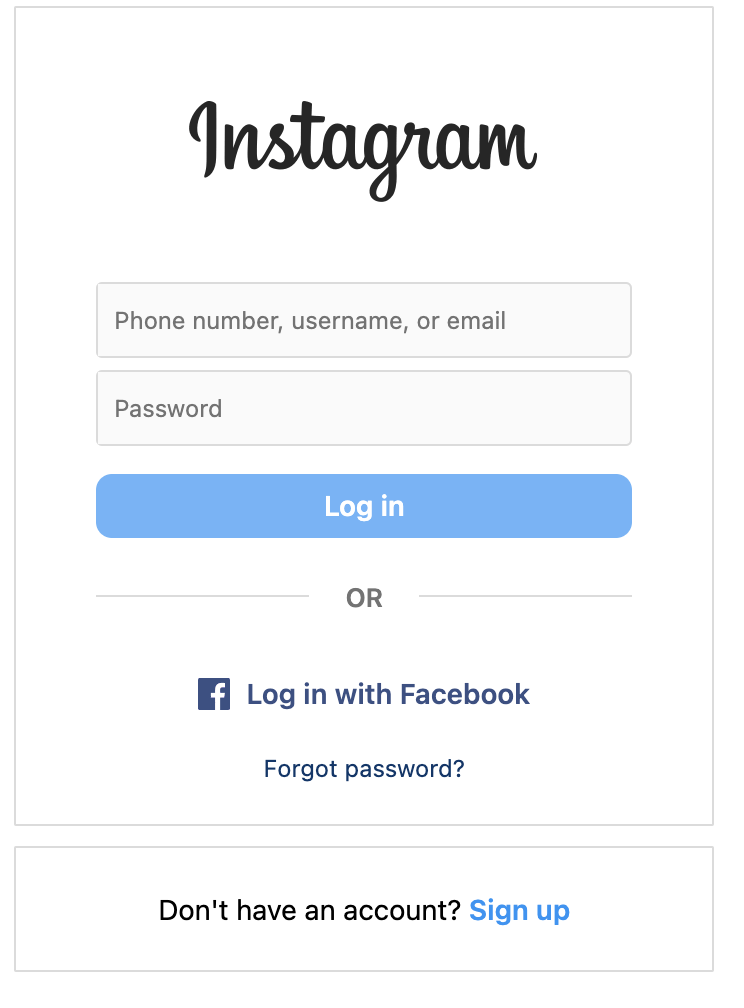 Instagram
Phone number, username, or email
Password
Log in
OR
Log in with Facebook
Forgot password?
Don't have an account? Sign up